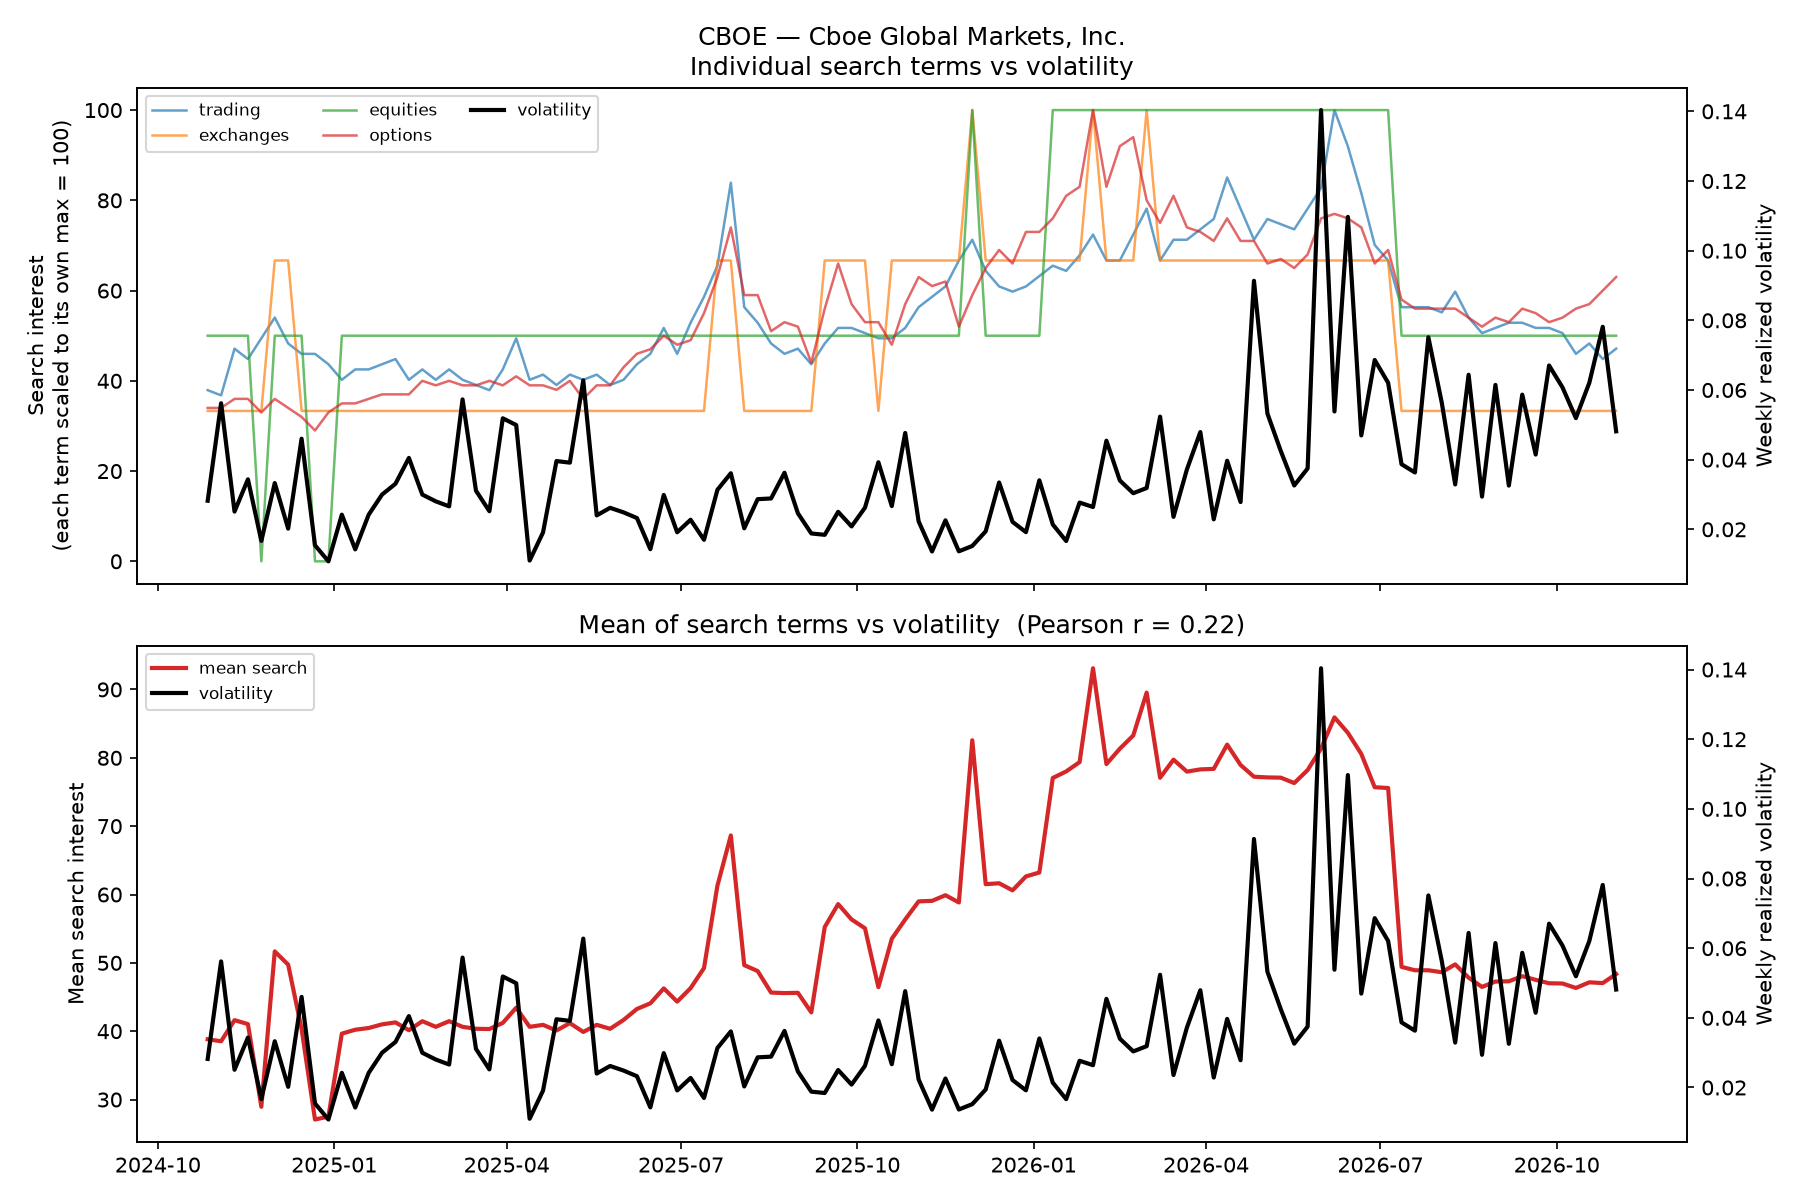 CBOE — Cboe Global Markets, Inc.
Individual search terms vs volatility
trading
exchanges
equities
options
volatility
Search interest
(each term scaled to its own max = 100)
100
80
60
40
20
0
0.14
0.12
0.10
0.08
0.06
0.04
0.02
Weekly realized volatility
Mean of search terms vs volatility (Pearson r = 0.22)
mean search
volatility
Mean search interest
90
80
70
60
50
40
30
0.14
0.12
0.10
0.08
0.06
0.04
0.02
Weekly realized volatility
2024-10 2025-01 2025-04 2025-07 2025-10 2026-01 2026-04 2026-07 2026-10